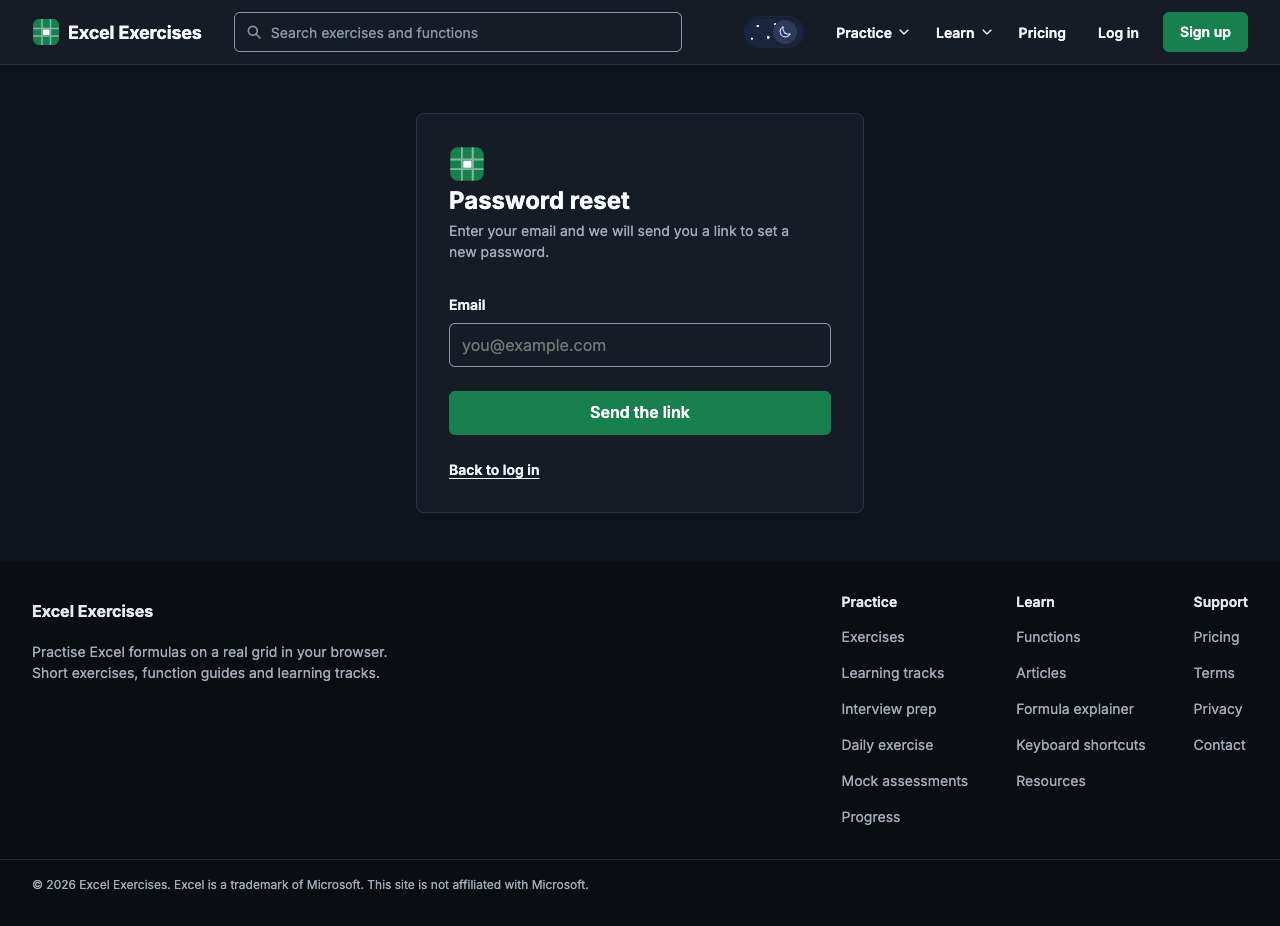 Excel Exercises
Search exercises and functions
Practice
Learn
Pricing
Log in
Sign up
Password reset
Enter your email and we will send you a link to set a
new password.
Email
you@example.com
Send the link
Back to log in
Excel Exercises
Practise Excel formulas on a real grid in your browser.
Short exercises, function guides and learning tracks.
Practice
Exercises
Learning tracks
Interview prep
Daily exercise
Mock assessments
Progress
Learn
Functions
Articles
Formula explainer
Keyboard shortcuts
Resources
Support
Pricing
Terms
Privacy
Contact
© 2026 Excel Exercises. Excel is a trademark of Microsoft. This site is not affiliated with Microsoft.